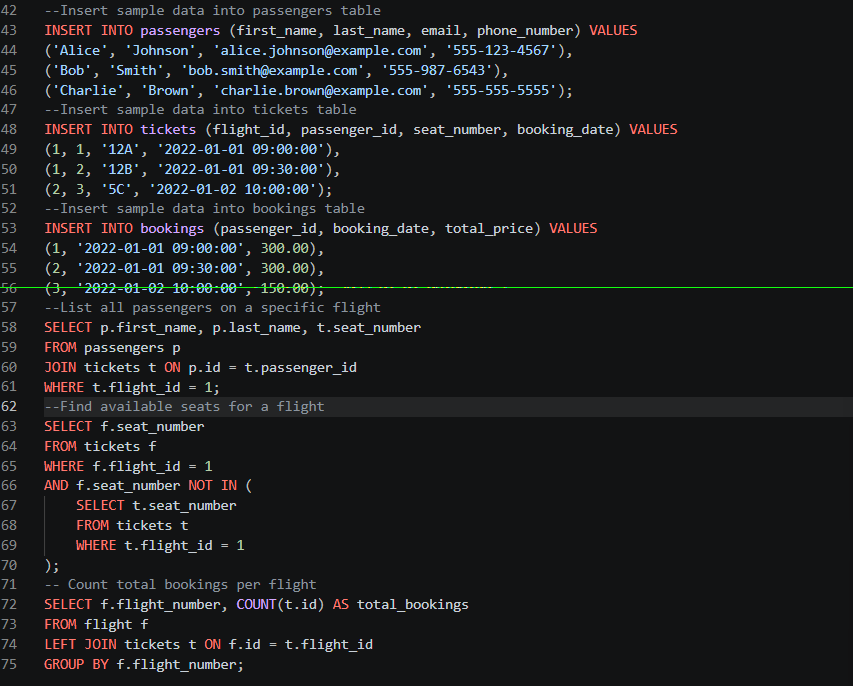 42 --Insert sample data into passengers table
43 INSERT INTO passengers (first_name, last_name, email, phone_number) VALUES
44 ('Alice', 'Johnson', 'alice.johnson@example.com', '555-123-4567'),
45 ('Bob', 'Smith', 'bob.smith@example.com', '555-987-6543'),
46 ('Charlie', 'Brown', 'charlie.brown@example.com', '555-555-5555');
47 --Insert sample data into tickets table
48 INSERT INTO tickets (flight_id, passenger_id, seat_number, booking_date) VALUES
49 (1, 1, '12A', '2022-01-01 09:00:00'),
50 (1, 2, '12B', '2022-01-01 09:30:00'),
51 (2, 3, '5C', '2022-01-02 10:00:00');
52 --Insert sample data into bookings table
53 INSERT INTO bookings (passenger_id, booking_date, total_price) VALUES
54 (1, '2022-01-01 09:00:00', 300.00),
55 (2, '2022-01-01 09:30:00', 300.00),
56 (3, '2022-01-02 10:00:00', 150.00);
57 --List all passengers on a specific flight
58 SELECT p.first_name, p.last_name, t.seat_number
59 FROM passengers p
60 JOIN tickets t ON p.id = t.passenger_id
61 WHERE t.flight_id = 1;
62 --Find available seats for a flight
63 SELECT f.seat_number
64 FROM tickets f
65 WHERE f.flight_id = 1
66 AND f.seat_number NOT IN (
67     SELECT t.seat_number
68     FROM tickets t
69     WHERE t.flight_id = 1
70 );
71 -- Count total bookings per flight
72 SELECT f.flight_number, COUNT(t.id) AS total_bookings
73 FROM flight f
74 LEFT JOIN tickets t ON f.id = t.flight_id
75 GROUP BY f.flight_number;